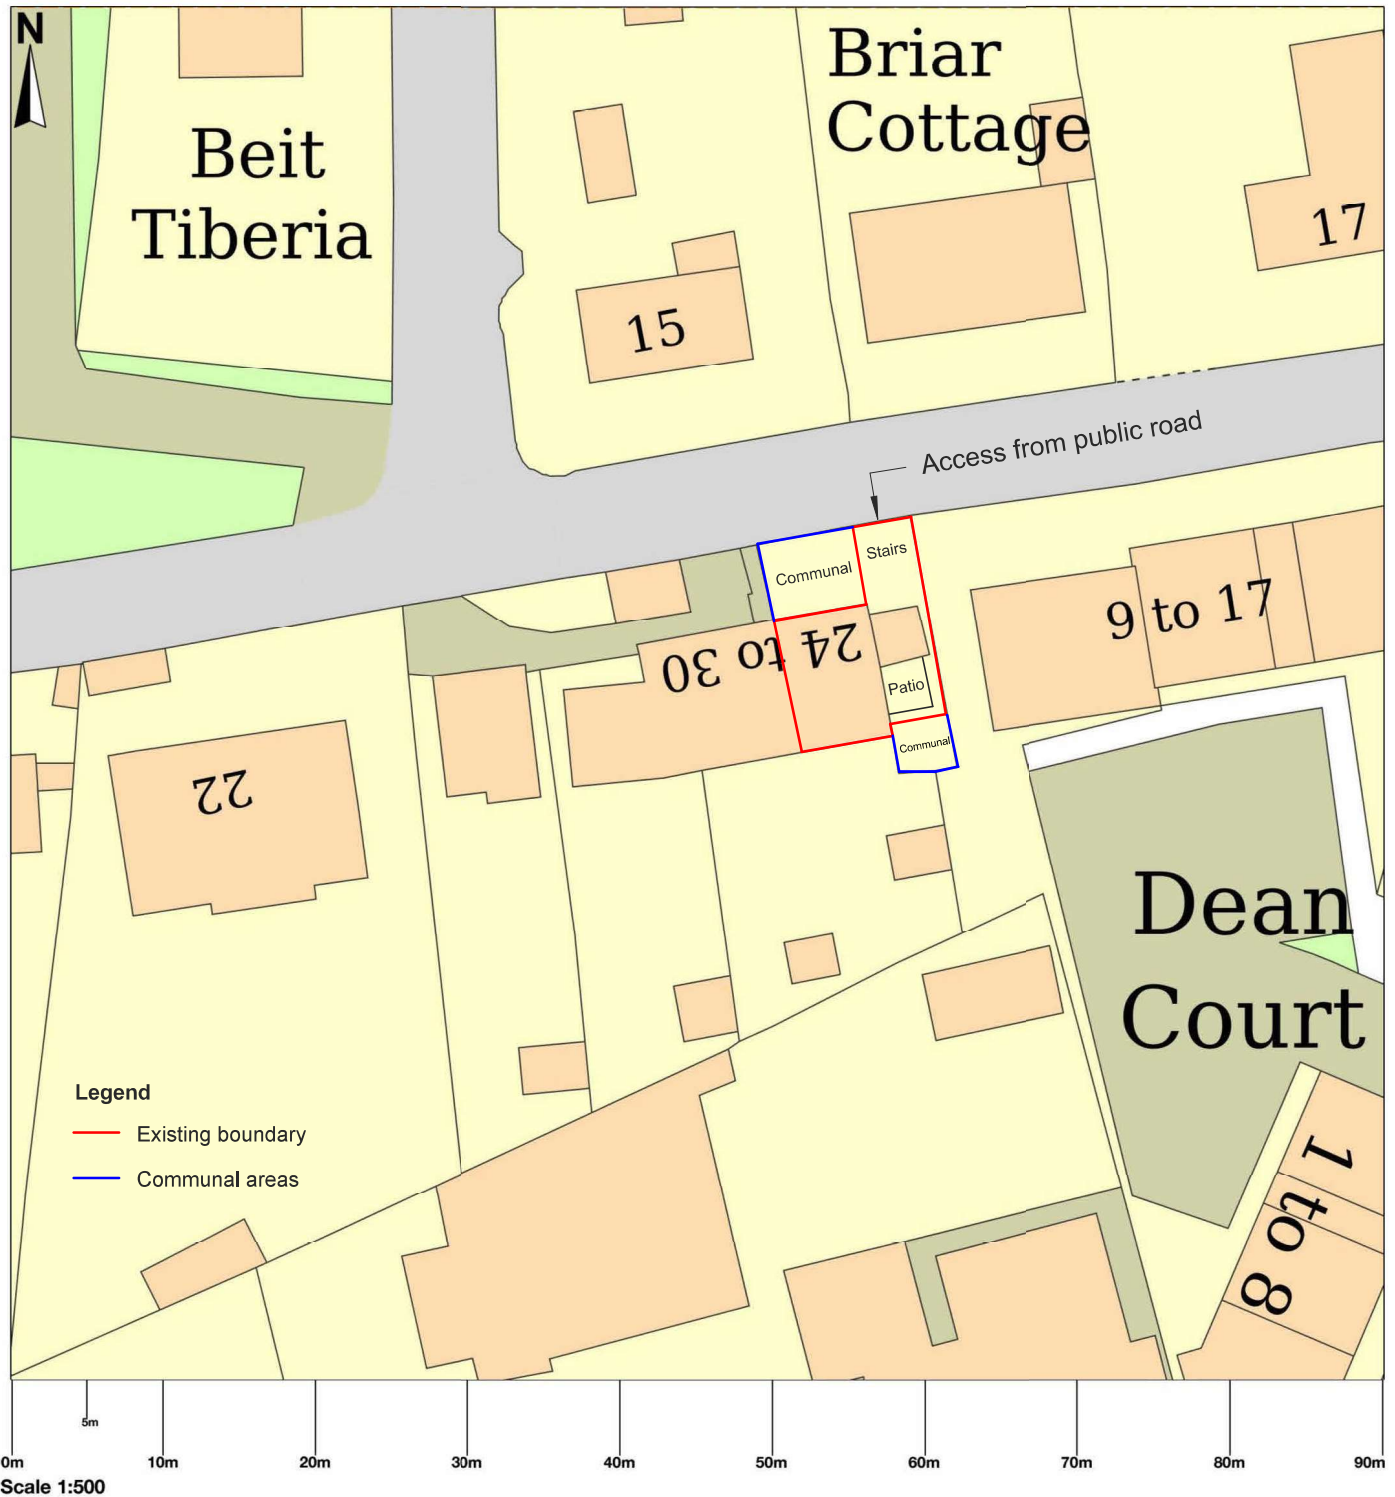 N
Briar
Cottage
Beit
Tiberia
17
15
Access from public road
Stairs
Communal
9 to 17
24 to 30
Patio
Communal
22
Dean
Court
Legend
Existing boundary
Communal areas
1 to 8
5m
0m 10m 20m 30m 40m 50m 60m 70m 80m 90m
Scale 1:500